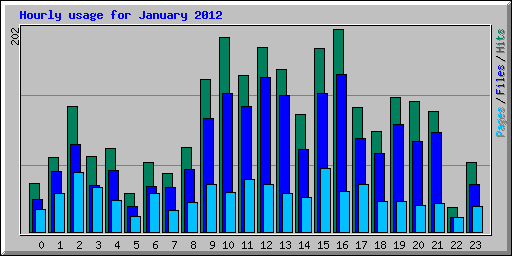 Hourly usage for January 2012
202
Pages/Files/Hits
0 1 2 3 4 5 6 7 8 9 10 11 12 13 14 15 16 17 18 19 20 21 22 23